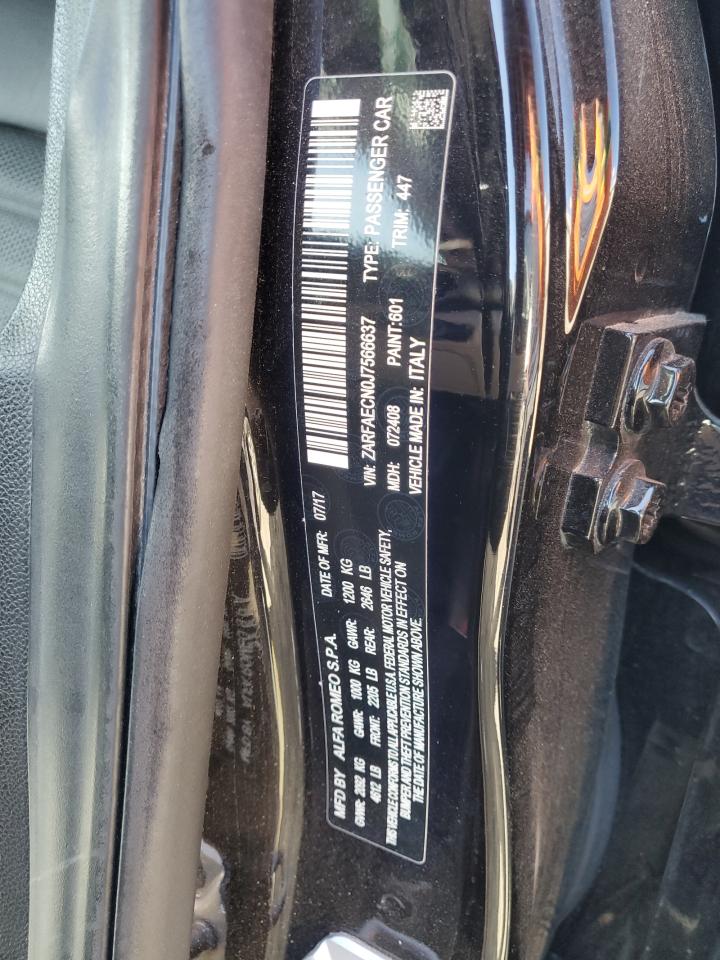 MFD BY ALFA ROMEO S.P.A. DATE OF MFR: 07/17
GVWR: 2092 KG GAWR: 1000 KG GAWR: 1200 KG
4612 LB FRONT: 2205 LB REAR: 2646 LB
THIS VEHICLE CONFORMS TO ALL APPLICABLE U.S.A. FEDERAL MOTOR VEHICLE SAFETY,
BUMPER AND THEFT PREVENTION STANDARDS IN EFFECT ON
THE DATE OF MANUFACTURE SHOWN ABOVE.
VIN: ZARFAECN0J7566637 TYPE: PASSENGER CAR
MDH: 072408 PAINT:601 TRIM: 447
VEHICLE MADE IN: ITALY